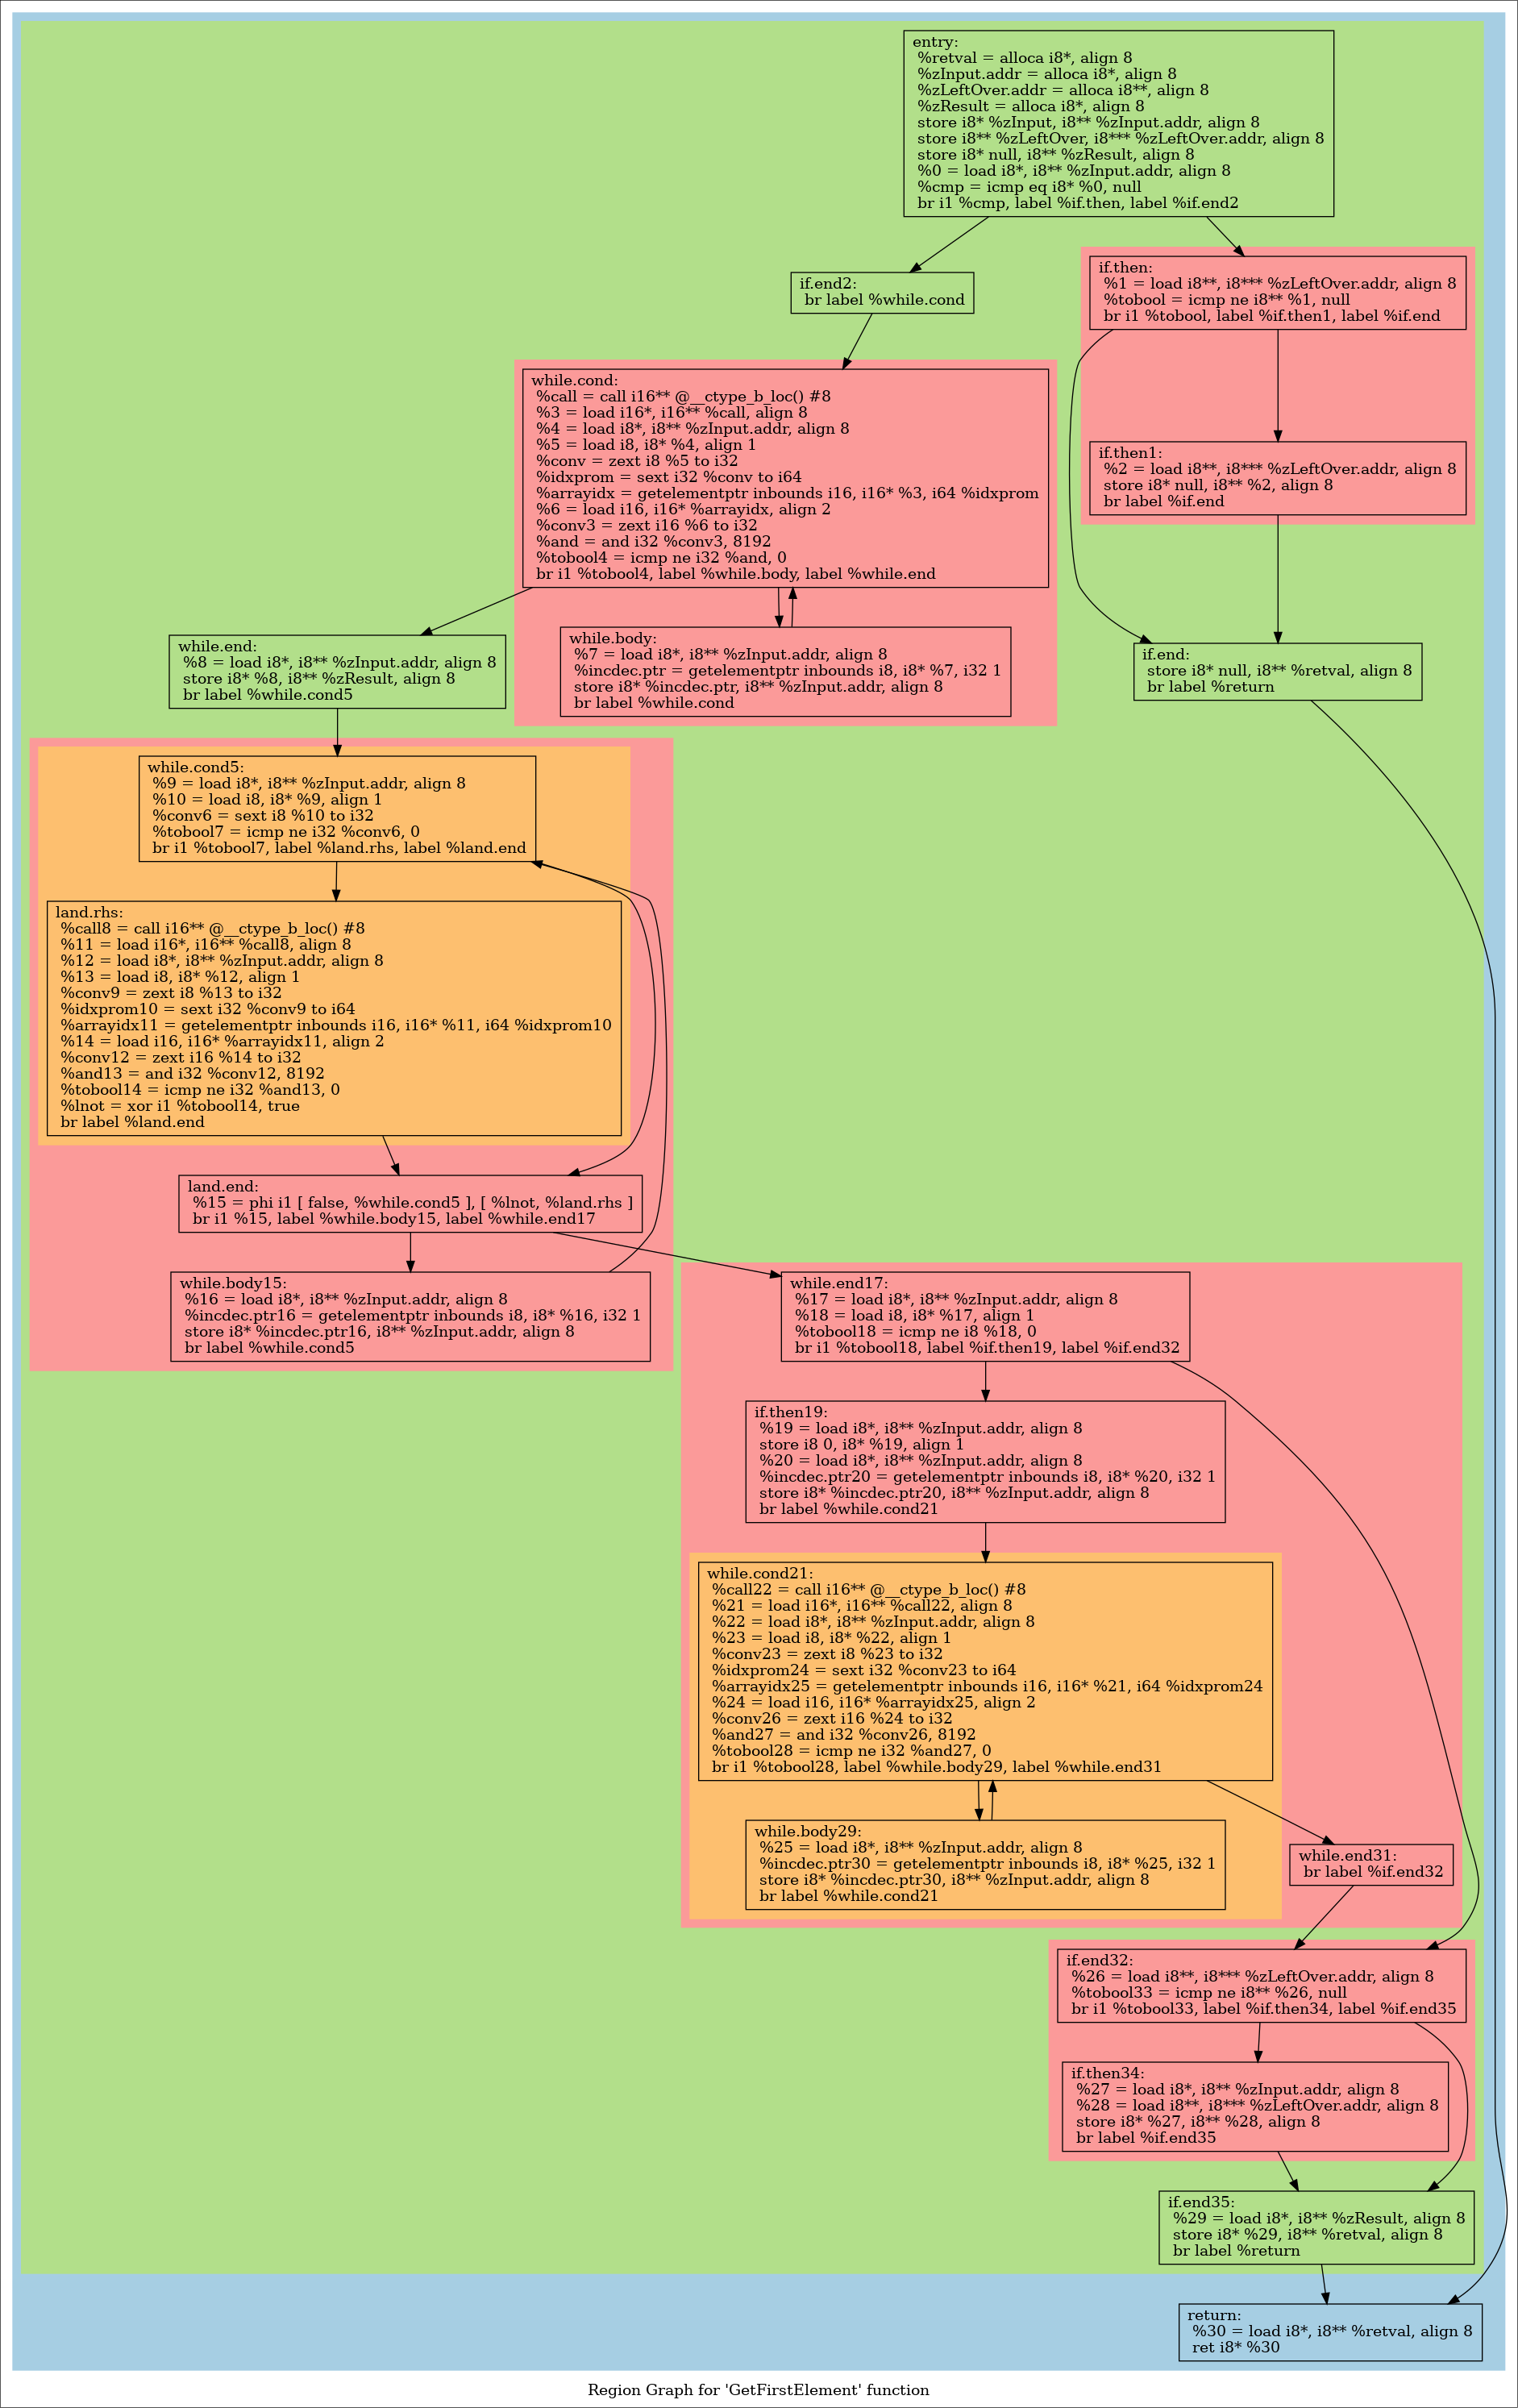 entry:
%retval = alloca i8*, align 8
%zInput.addr = alloca i8*, align 8
%zLeftOver.addr = alloca i8**, align 8
%zResult = alloca i8*, align 8
store i8* %zInput, i8** %zInput.addr, align 8
store i8** %zLeftOver, i8*** %zLeftOver.addr, align 8
store i8* null, i8** %zResult, align 8
%0 = load i8*, i8** %zInput.addr, align 8
%cmp = icmp eq i8* %0, null
br i1 %cmp, label %if.then, label %if.end2
if.then:
%1 = load i8**, i8*** %zLeftOver.addr, align 8
%tobool = icmp ne i8** %1, null
br i1 %tobool, label %if.then1, label %if.end
if.end2:
br label %while.cond
while.cond:
%call = call i16** @__ctype_b_loc() #8
%3 = load i16*, i16** %call, align 8
%4 = load i8*, i8** %zInput.addr, align 8
%5 = load i8, i8* %4, align 1
%conv = zext i8 %5 to i32
%idxprom = sext i32 %conv to i64
%arrayidx = getelementptr inbounds i16, i16* %3, i64 %idxprom
%6 = load i16, i16* %arrayidx, align 2
%conv3 = zext i16 %6 to i32
%and = and i32 %conv3, 8192
%tobool4 = icmp ne i32 %and, 0
br i1 %tobool4, label %while.body, label %while.end
if.then1:
%2 = load i8**, i8*** %zLeftOver.addr, align 8
store i8* null, i8** %2, align 8
br label %if.end
while.end:
%8 = load i8*, i8** %zInput.addr, align 8
store i8* %8, i8** %zResult, align 8
br label %while.cond5
while.body:
%7 = load i8*, i8** %zInput.addr, align 8
%incdec.ptr = getelementptr inbounds i8, i8* %7, i32 1
store i8* %incdec.ptr, i8** %zInput.addr, align 8
br label %while.cond
if.end:
store i8* null, i8** %retval, align 8
br label %return
while.cond5:
%9 = load i8*, i8** %zInput.addr, align 8
%10 = load i8, i8* %9, align 1
%conv6 = sext i8 %10 to i32
%tobool7 = icmp ne i32 %conv6, 0
br i1 %tobool7, label %land.rhs, label %land.end
land.rhs:
%call8 = call i16** @__ctype_b_loc() #8
%11 = load i16*, i16** %call8, align 8
%12 = load i8*, i8** %zInput.addr, align 8
%13 = load i8, i8* %12, align 1
%conv9 = zext i8 %13 to i32
%idxprom10 = sext i32 %conv9 to i64
%arrayidx11 = getelementptr inbounds i16, i16* %11, i64 %idxprom10
%14 = load i16, i16* %arrayidx11, align 2
%conv12 = zext i16 %14 to i32
%and13 = and i32 %conv12, 8192
%tobool14 = icmp ne i32 %and13, 0
%lnot = xor i1 %tobool14, true
br label %land.end
land.end:
%15 = phi i1 [ false, %while.cond5 ], [ %lnot, %land.rhs ]
br i1 %15, label %while.body15, label %while.end17
while.body15:
%16 = load i8*, i8** %zInput.addr, align 8
%incdec.ptr16 = getelementptr inbounds i8, i8* %16, i32 1
store i8* %incdec.ptr16, i8** %zInput.addr, align 8
br label %while.cond5
while.end17:
%17 = load i8*, i8** %zInput.addr, align 8
%18 = load i8, i8* %17, align 1
%tobool18 = icmp ne i8 %18, 0
br i1 %tobool18, label %if.then19, label %if.end32
if.then19:
%19 = load i8*, i8** %zInput.addr, align 8
store i8 0, i8* %19, align 1
%20 = load i8*, i8** %zInput.addr, align 8
%incdec.ptr20 = getelementptr inbounds i8, i8* %20, i32 1
store i8* %incdec.ptr20, i8** %zInput.addr, align 8
br label %while.cond21
while.cond21:
%call22 = call i16** @__ctype_b_loc() #8
%21 = load i16*, i16** %call22, align 8
%22 = load i8*, i8** %zInput.addr, align 8
%23 = load i8, i8* %22, align 1
%conv23 = zext i8 %23 to i32
%idxprom24 = sext i32 %conv23 to i64
%arrayidx25 = getelementptr inbounds i16, i16* %21, i64 %idxprom24
%24 = load i16, i16* %arrayidx25, align 2
%conv26 = zext i16 %24 to i32
%and27 = and i32 %conv26, 8192
%tobool28 = icmp ne i32 %and27, 0
br i1 %tobool28, label %while.body29, label %while.end31
while.body29:
%25 = load i8*, i8** %zInput.addr, align 8
%incdec.ptr30 = getelementptr inbounds i8, i8* %25, i32 1
store i8* %incdec.ptr30, i8** %zInput.addr, align 8
br label %while.cond21
while.end31:
br label %if.end32
if.end32:
%26 = load i8**, i8*** %zLeftOver.addr, align 8
%tobool33 = icmp ne i8** %26, null
br i1 %tobool33, label %if.then34, label %if.end35
if.then34:
%27 = load i8*, i8** %zInput.addr, align 8
%28 = load i8**, i8*** %zLeftOver.addr, align 8
store i8* %27, i8** %28, align 8
br label %if.end35
if.end35:
%29 = load i8*, i8** %zResult, align 8
store i8* %29, i8** %retval, align 8
br label %return
return:
%30 = load i8*, i8** %retval, align 8
ret i8* %30
Region Graph for 'GetFirstElement' function